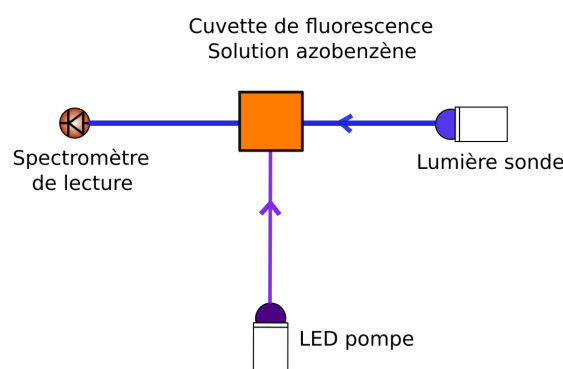 Cuvette de fluorescence
Solution azobenzène
Spectromètre
de lecture
Lumière sonde
LED pompe